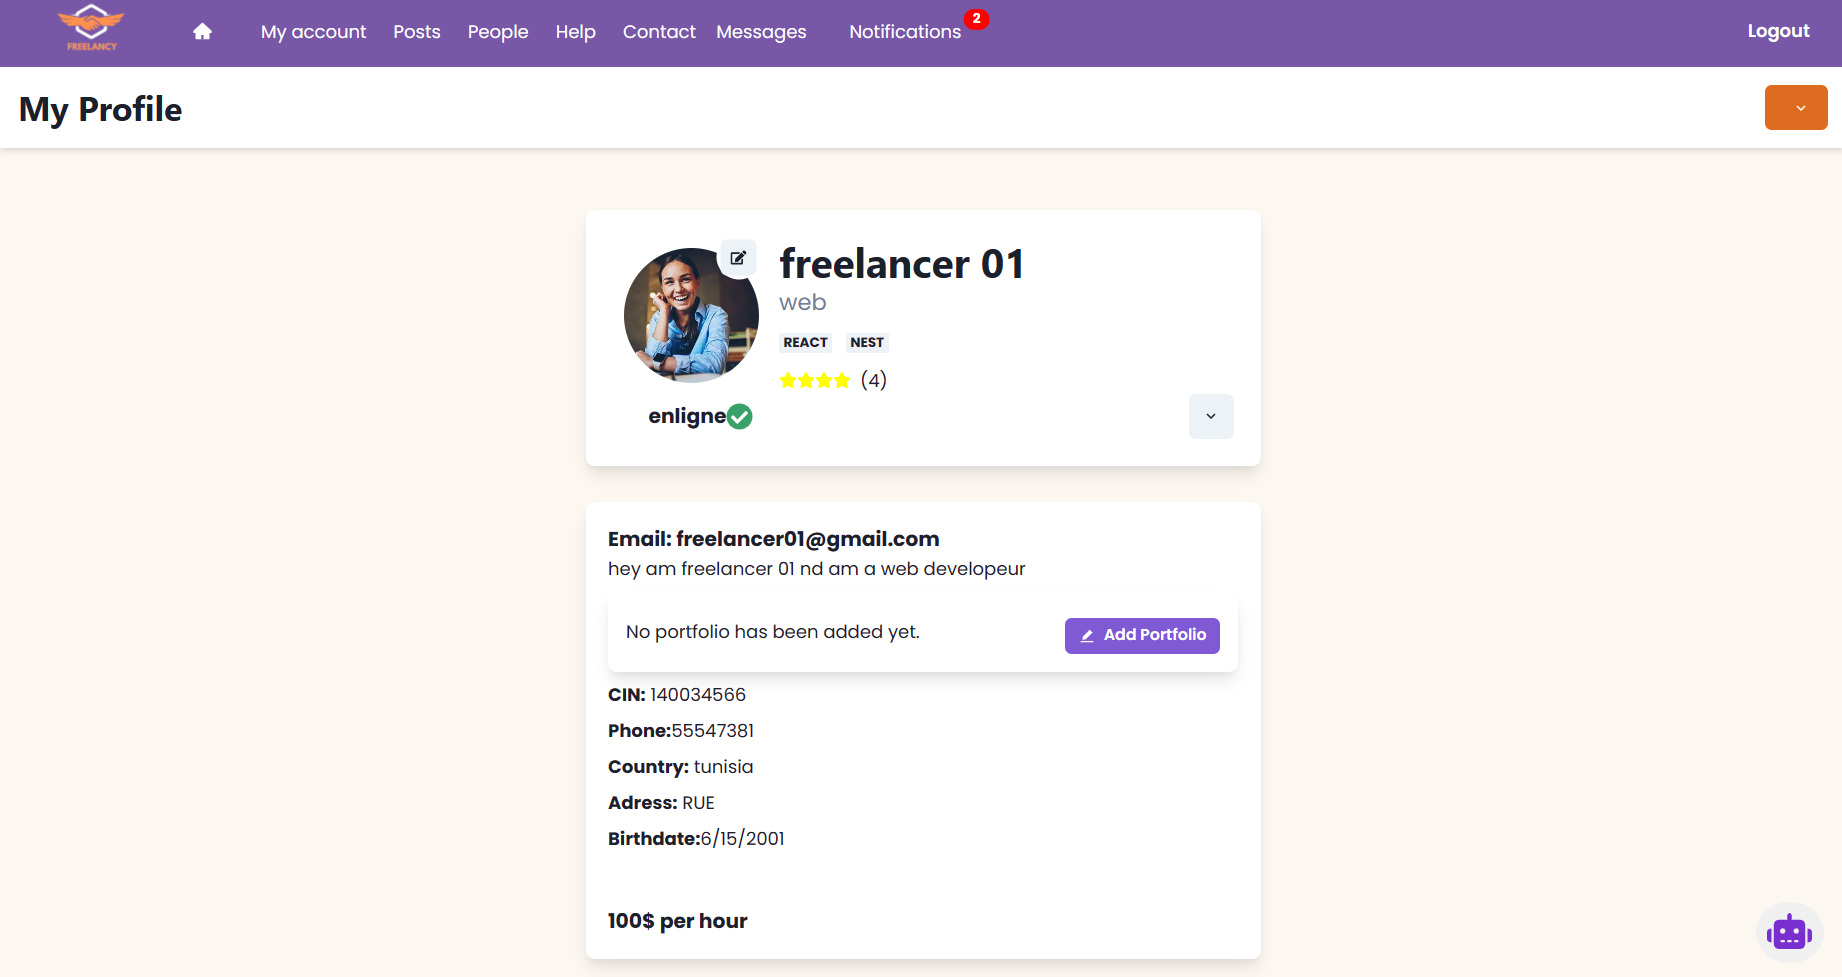 FREELANCY
My account Posts People Help Contact Messages Notifications 2 Logout
My Profile
freelancer 01
web
REACT NEST
(4)
enligne
Email: freelancer01@gmail.com
hey am freelancer 01 nd am a web developeur
No portfolio has been added yet. Add Portfolio
CIN: 140034566
Phone:55547381
Country: tunisia
Adress: RUE
Birthdate:6/15/2001
100$ per hour